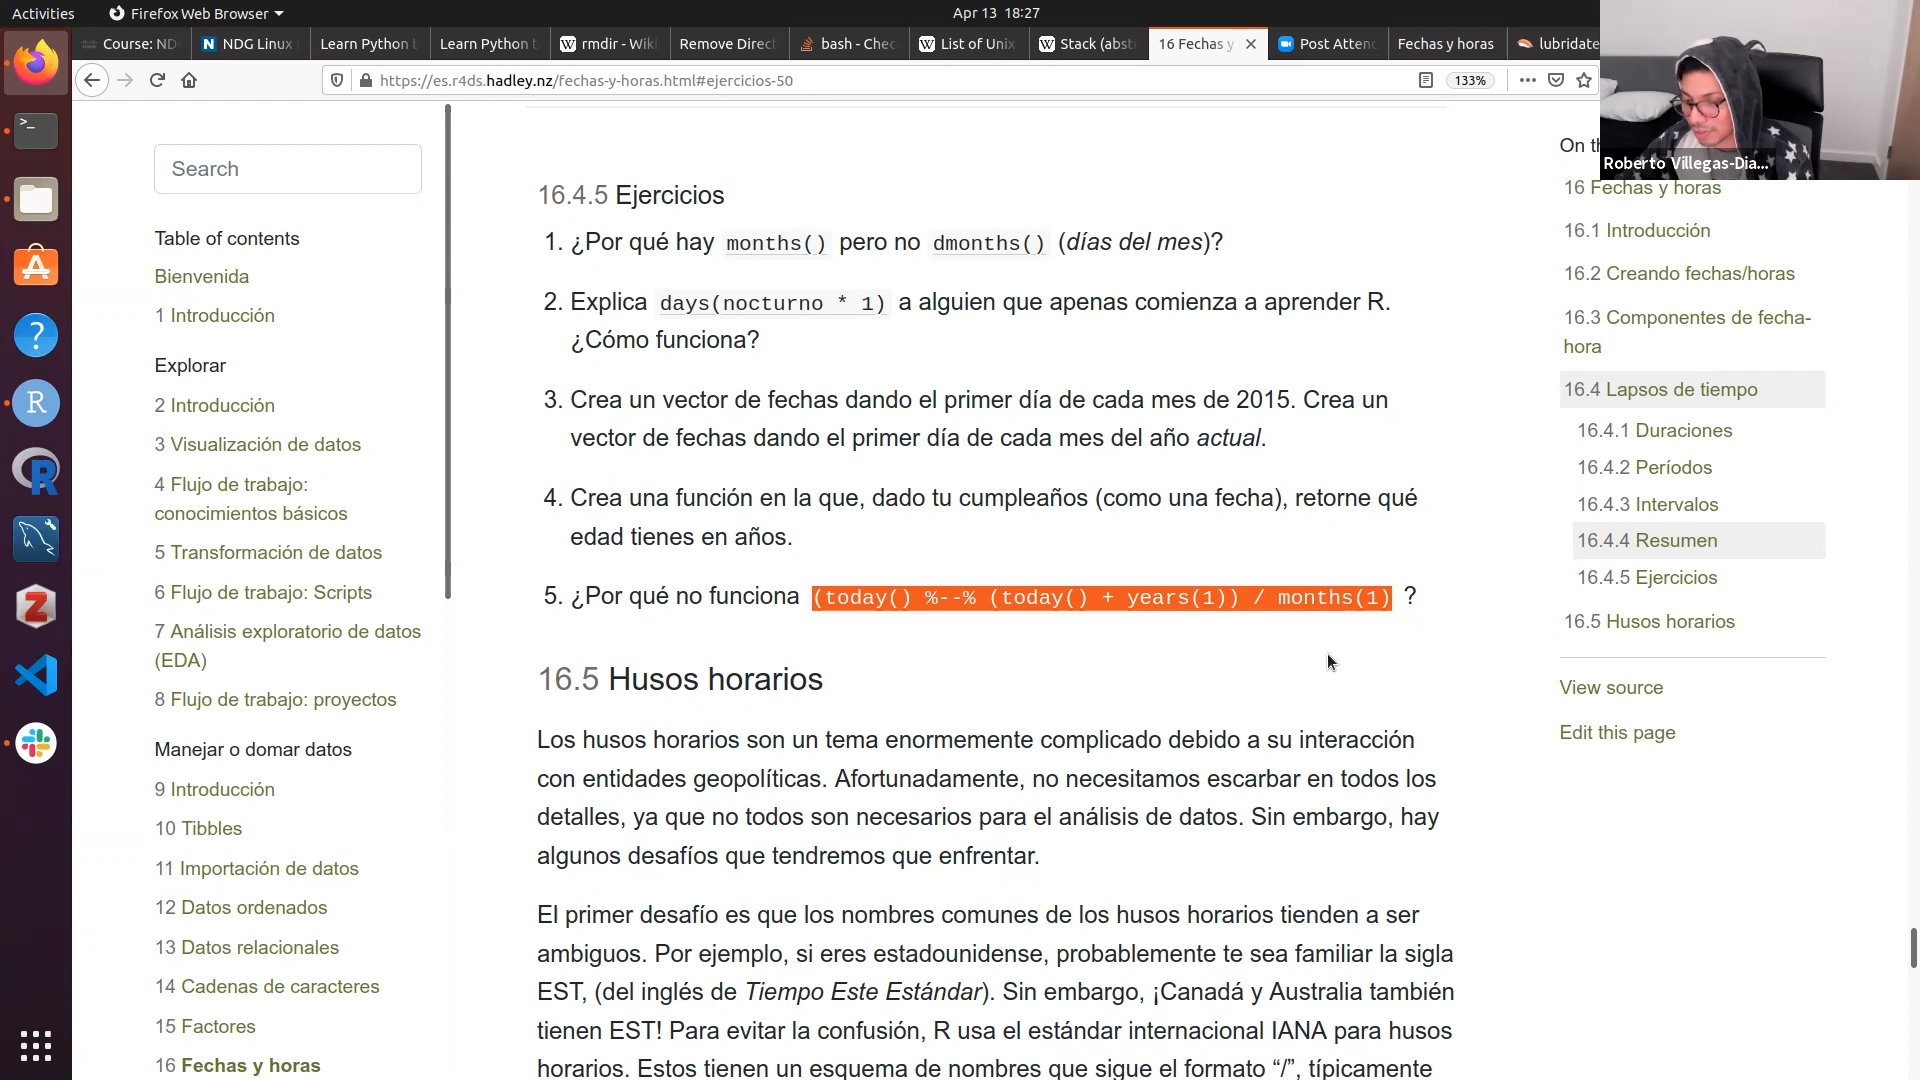 Activities
Firefox Web Browser
Apr 13 18:27
Course: ND
NDG Linux
Learn Python t
Learn Python t
rmdir - Wiki
Remove Direct
bash - Chec
List of Unix
Stack (abst
16 Fechas y
Post Atten
Fechas y horas
lubridate
https://es.r4ds.hadley.nz/fechas-y-horas.html#ejercicios-50
133%
Roberto Villegas-Dia...
Search
Table of contents
Bienvenida
1 Introducción
Explorar
2 Introducción
3 Visualización de datos
4 Flujo de trabajo:
conocimientos básicos
5 Transformación de datos
6 Flujo de trabajo: Scripts
7 Análisis exploratorio de datos
(EDA)
8 Flujo de trabajo: proyectos
Manejar o domar datos
9 Introducción
10 Tibbles
11 Importación de datos
12 Datos ordenados
13 Datos relacionales
14 Cadenas de caracteres
15 Factores
16 Fechas y horas
16.4.5 Ejercicios
1. ¿Por qué hay months() pero no dmonths() (días del mes)?
2. Explica days(nocturno * 1) a alguien que apenas comienza a aprender R.
¿Cómo funciona?
3. Crea un vector de fechas dando el primer día de cada mes de 2015. Crea un
vector de fechas dando el primer día de cada mes del año actual.
4. Crea una función en la que, dado tu cumpleaños (como una fecha), retorne qué
edad tienes en años.
5. ¿Por qué no funciona (today() %--% (today() + years(1)) / months(1) ?
16.5 Husos horarios
Los husos horarios son un tema enormemente complicado debido a su interacción
con entidades geopolíticas. Afortunadamente, no necesitamos escarbar en todos los
detalles, ya que no todos son necesarios para el análisis de datos. Sin embargo, hay
algunos desafíos que tendremos que enfrentar.
El primer desafío es que los nombres comunes de los husos horarios tienden a ser
ambiguos. Por ejemplo, si eres estadounidense, probablemente te sea familiar la sigla
EST, (del inglés de Tiempo Este Estándar). Sin embargo, ¡Canadá y Australia también
tienen EST! Para evitar la confusión, R usa el estándar internacional IANA para husos
horarios. Estos tienen un esquema de nombres que sigue el formato “/”, típicamente
On t
16 Fechas y horas
16.1 Introducción
16.2 Creando fechas/horas
16.3 Componentes de fecha-
hora
16.4 Lapsos de tiempo
16.4.1 Duraciones
16.4.2 Períodos
16.4.3 Intervalos
16.4.4 Resumen
16.4.5 Ejercicios
16.5 Husos horarios
View source
Edit this page